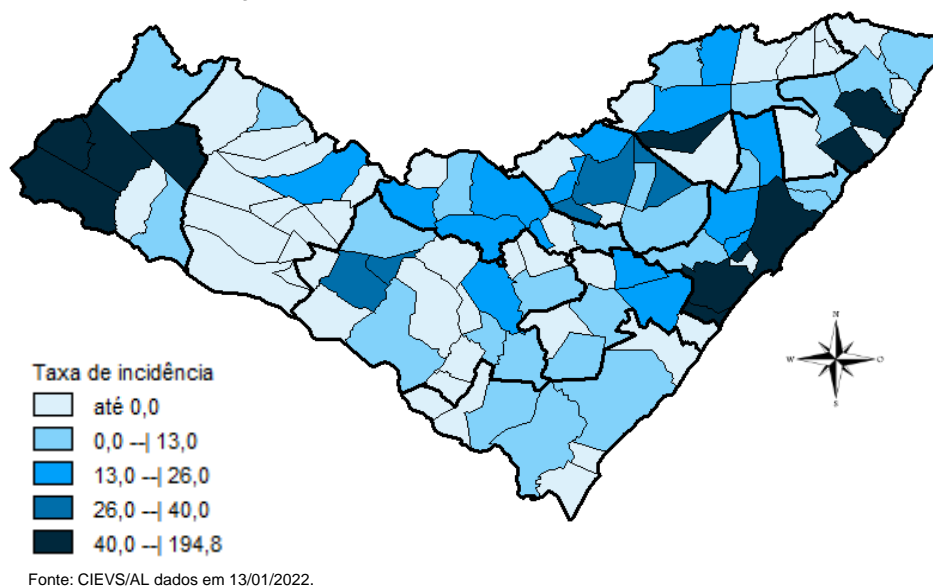 N
W
O
S
Taxa de incidência
até 0,0
0,0 --| 13,0
13,0 --| 26,0
26,0 --| 40,0
40,0 --| 194,8
Fonte: CIEVS/AL dados em 13/01/2022.